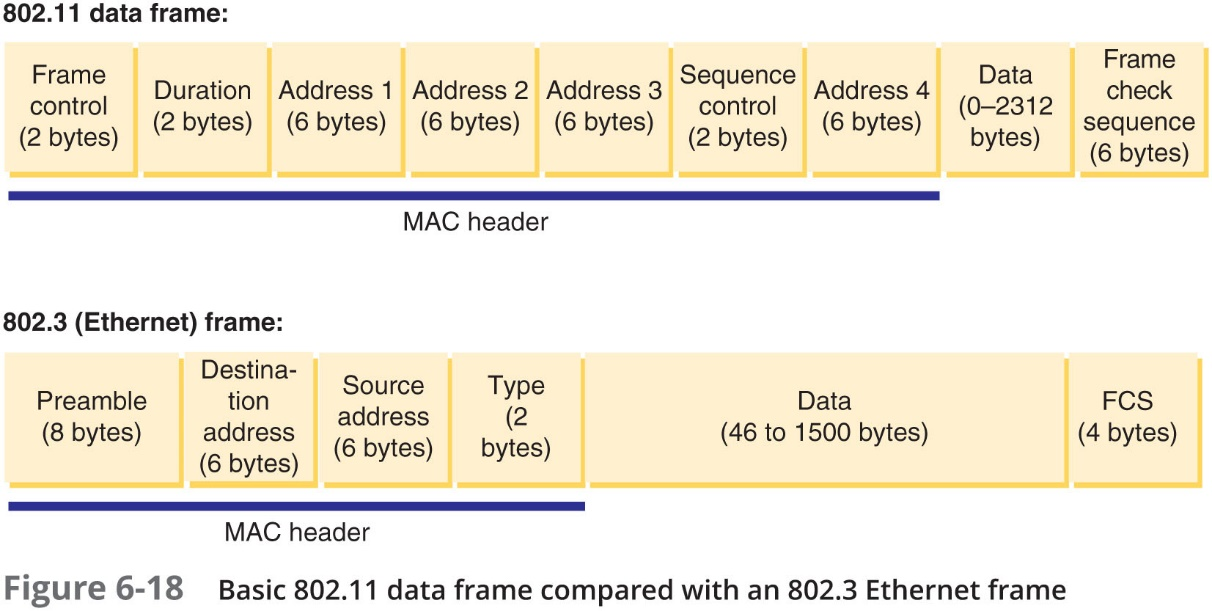 802.11 data frame:
Frame
control
(2 bytes)
Duration
(2 bytes)
Address 1
(6 bytes)
Address 2
(6 bytes)
Address 3
(6 bytes)
Sequence
control
(2 bytes)
Address 4
(6 bytes)
Data
(0–2312
bytes)
Frame
check
sequence
(6 bytes)
MAC header
802.3 (Ethernet) frame:
Preamble
(8 bytes)
Destina-
tion
address
(6 bytes)
Source
address
(6 bytes)
Type
(2
bytes)
Data
(46 to 1500 bytes)
FCS
(4 bytes)
MAC header
Figure 6-18 Basic 802.11 data frame compared with an 802.3 Ethernet frame